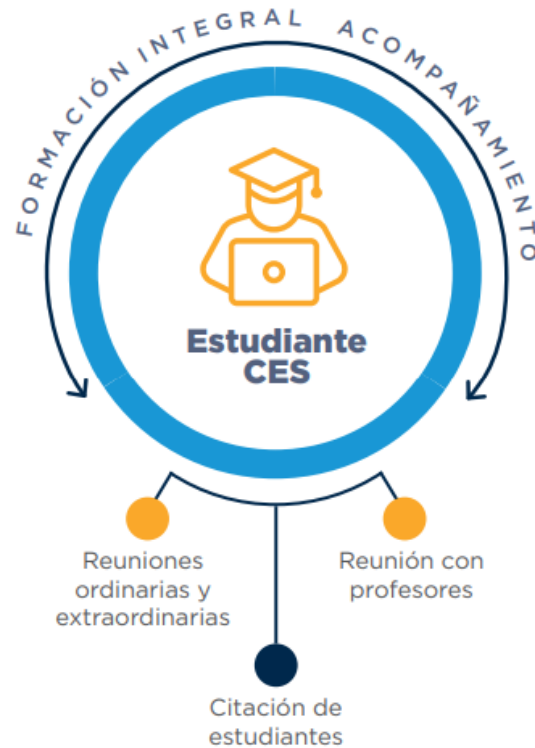 FORMACIÓN INTEGRAL ACOMPAÑAMIENTO
Estudiante
CES
Reuniones
ordinarias y
extraordinarias
Reunión con
profesores
Citación de
estudiantes